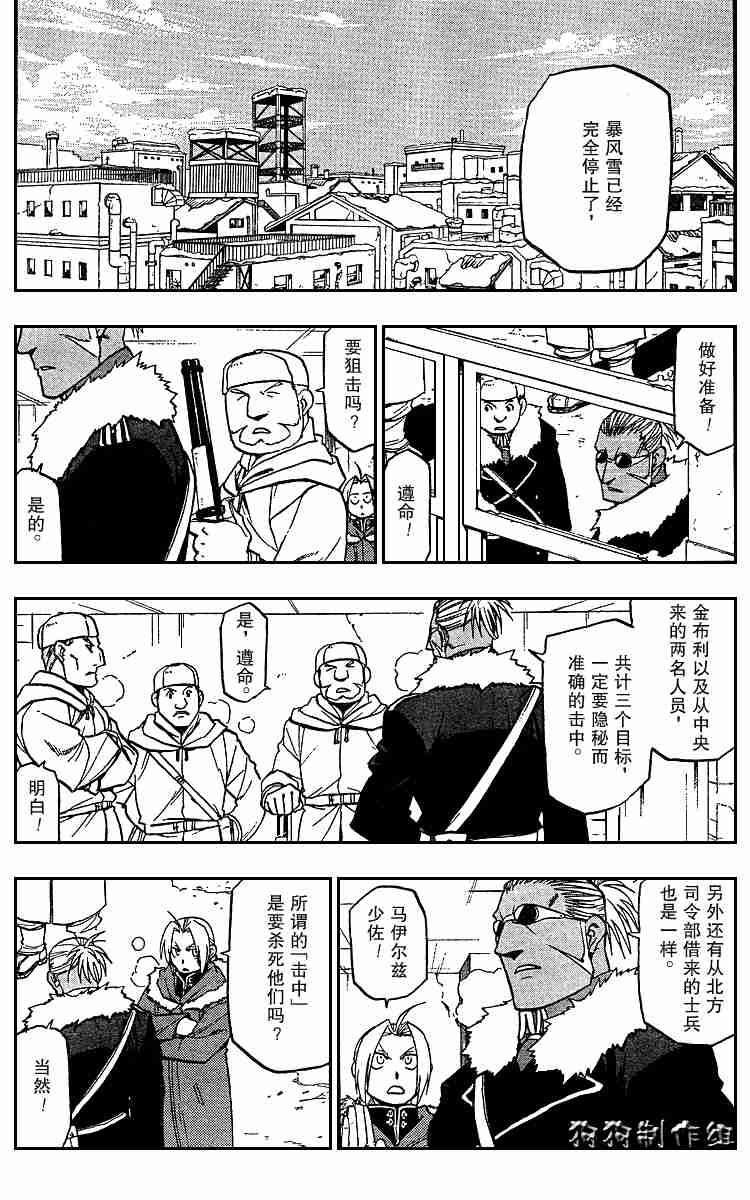 暴风雪已经
完全停止了，
做好准备！
遵命！
要狙击吗？
是的。
金布利以及从中央
来的两名人员，
共计三个目标，
一定要隐秘而
准确的击中。
是，遵命。
明白！
另外还有从北方
司令部借来的士兵
也是一样。
马伊尔兹
少佐！
所谓的「击中」
是要杀死他们吗？
当然！
狗狗制作组